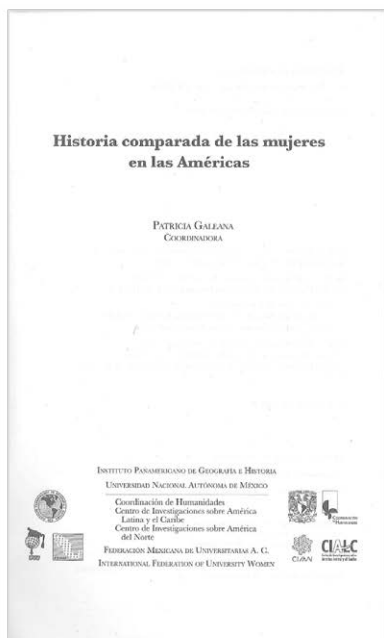 Historia comparada de las mujeres
en las Américas
PATRICIA GALEANA
COORDINADORA
INSTITUTO PANAMERICANO DE GEOGRAFÍA E HISTORIA
UNIVERSIDAD NACIONAL AUTÓNOMA DE MÉXICO
Coordinación de Humanidades
Centro de Investigaciones sobre América
Latina y el Caribe
Centro de Investigaciones sobre América
del Norte
FEDERACIÓN MEXICANA DE UNIVERSITARIAS A. C.
INTERNATIONAL FEDERATION OF UNIVERSITY WOMEN
CISAN
CIALC